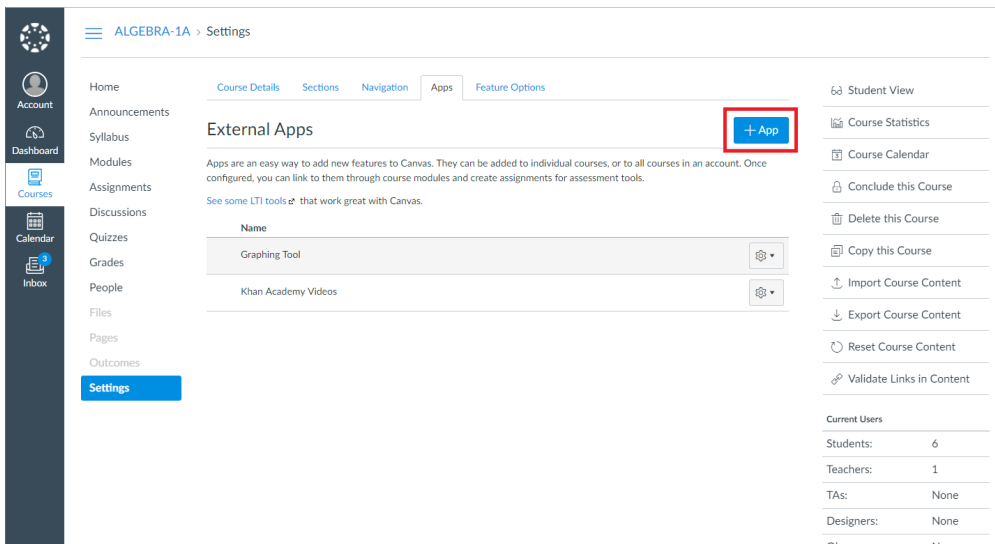 ALGEBRA-1A > Settings
Account
Dashboard
Courses
Calendar
3
Inbox
Home
Announcements
Syllabus
Modules
Assignments
Discussions
Quizzes
Grades
People
Files
Pages
Outcomes
Settings
Course Details Sections Navigation Apps Feature Options
External Apps
+ App
Apps are an easy way to add new features to Canvas. They can be added to individual courses, or to all courses in an account. Once
configured, you can link to them through course modules and create assignments for assessment tools.
See some LTI tools that work great with Canvas.
Name
Graphing Tool
Khan Academy Videos
Student View
Course Statistics
Course Calendar
Conclude this Course
Delete this Course
Copy this Course
Import Course Content
Export Course Content
Reset Course Content
Validate Links in Content
Current Users
Students: 6
Teachers: 1
TAs: None
Designers: None